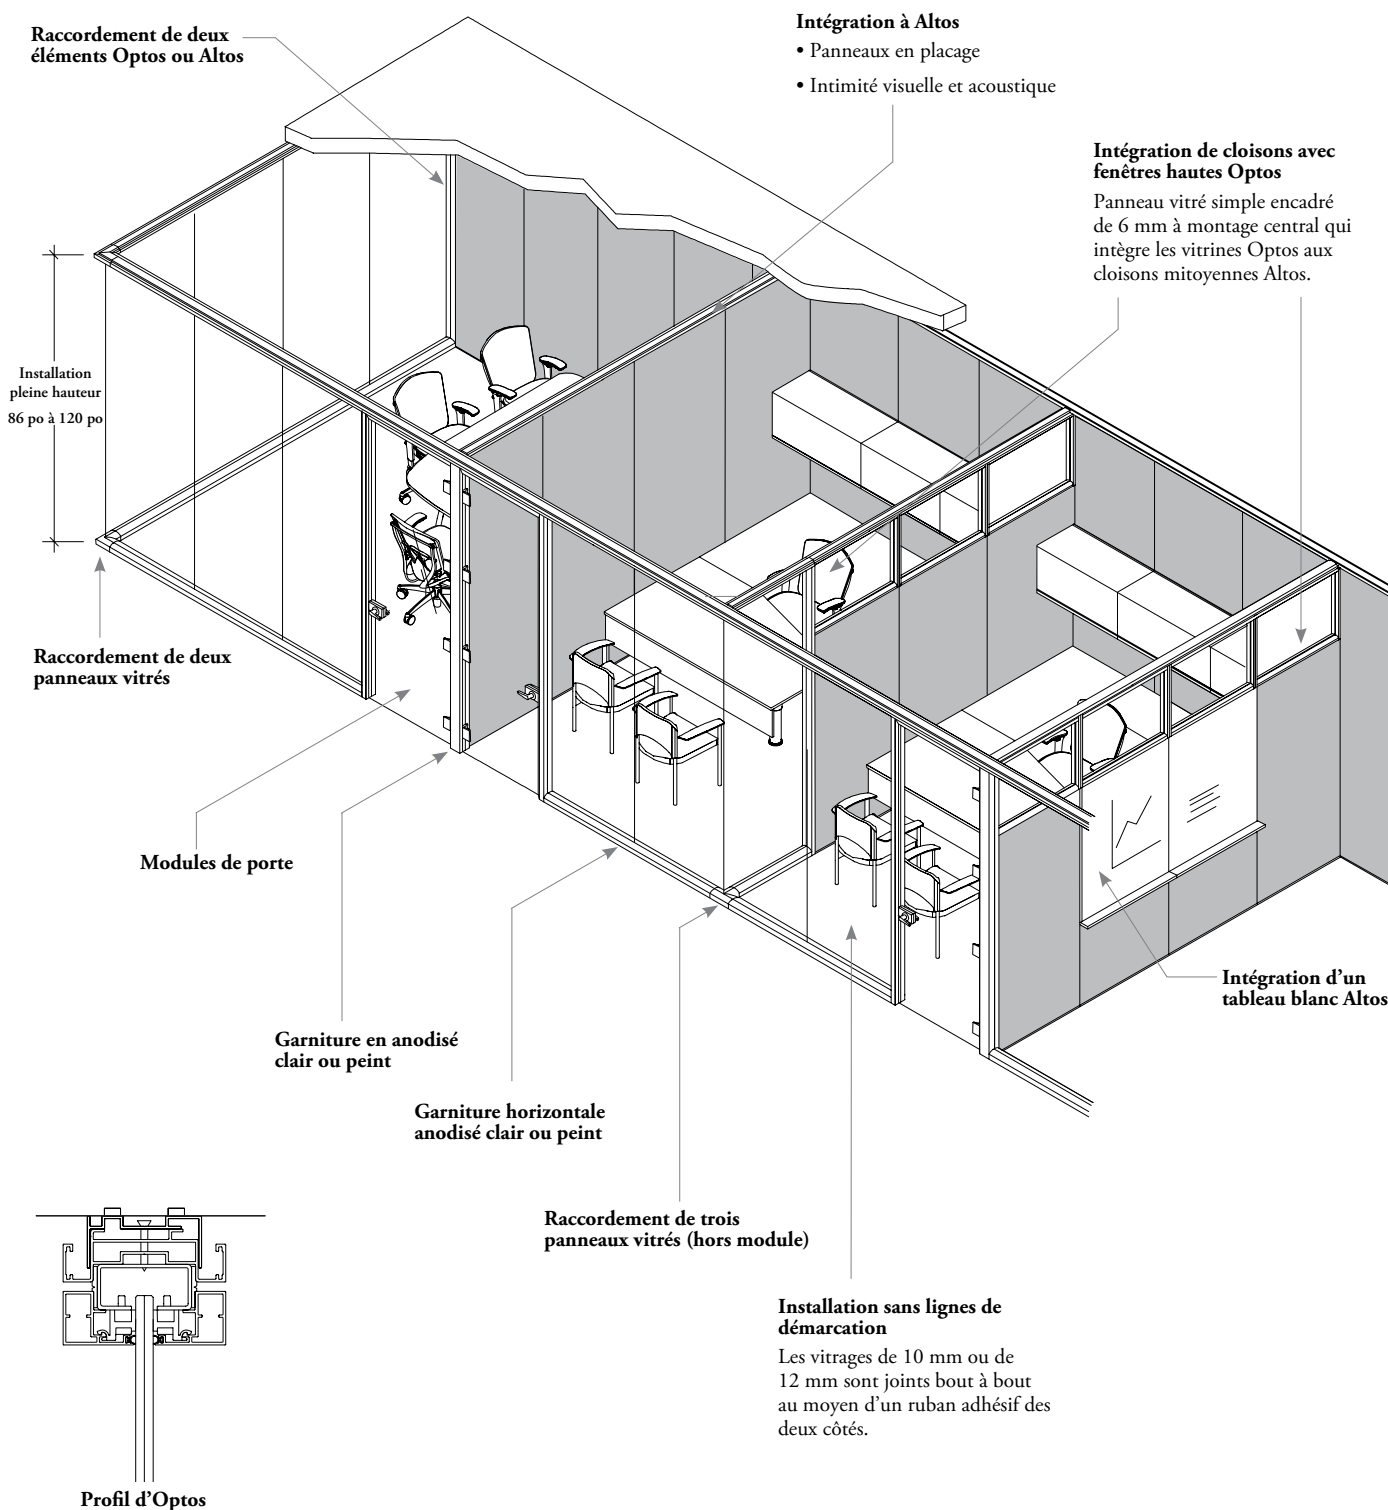 Raccordement de deux
éléments Optos ou Altos
Intégration à Altos
• Panneaux en placage
• Intimité visuelle et acoustique
Intégration de cloisons avec
fenêtres hautes Optos
Panneau vitré simple encadré
de 6 mm à montage central qui
intègre les vitrines Optos aux
cloisons mitoyennes Altos.
Installation
pleine hauteur
86 po à 120 po
Raccordement de deux
panneaux vitrés
Modules de porte
Garniture en anodisé
clair ou peint
Garniture horizontale
anodisé clair ou peint
Raccordement de trois
panneaux vitrés (hors module)
Intégration d’un
tableau blanc Altos
Installation sans lignes de
démarcation
Les vitrages de 10 mm ou de
12 mm sont joints bout à bout
au moyen d’un ruban adhésif des
deux côtés.
Profil d’Optos